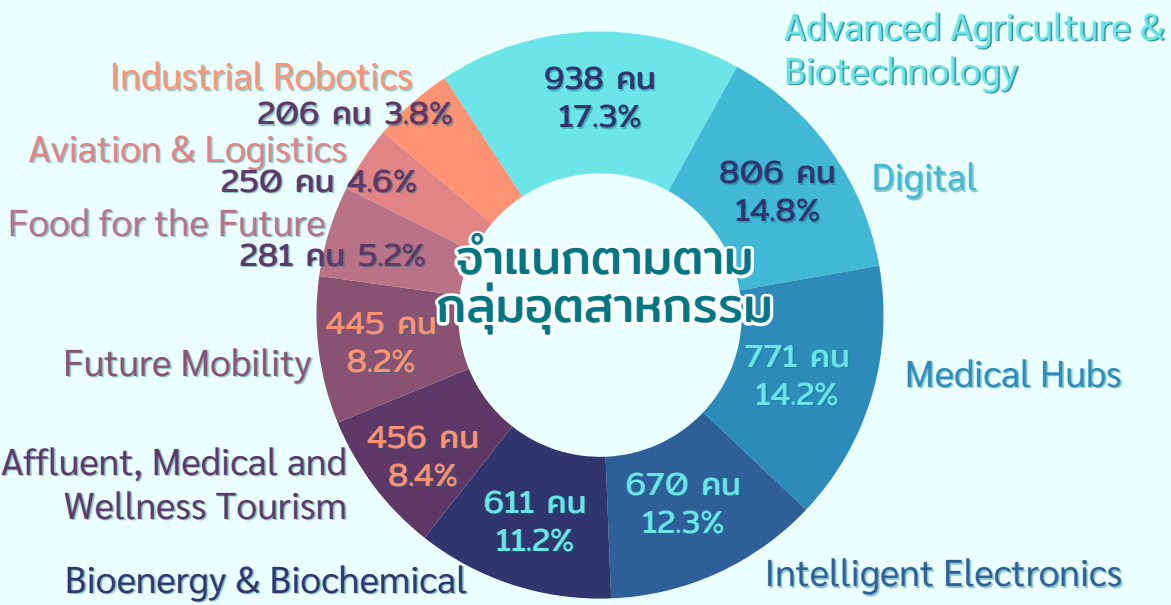 Advanced Agriculture &
Biotechnology
938 คน
17.3%
Digital
806 คน
14.8%
Medical Hubs
771 คน
14.2%
Intelligent Electronics
670 คน
12.3%
Bioenergy & Biochemical
611 คน
11.2%
Affluent, Medical and
Wellness Tourism
456 คน
8.4%
Future Mobility
445 คน
8.2%
Food for the Future
281 คน 5.2%
Aviation & Logistics
250 คน 4.6%
Industrial Robotics
206 คน 3.8%
จำแนกตามตาม
กลุ่มอุตสาหกรรม